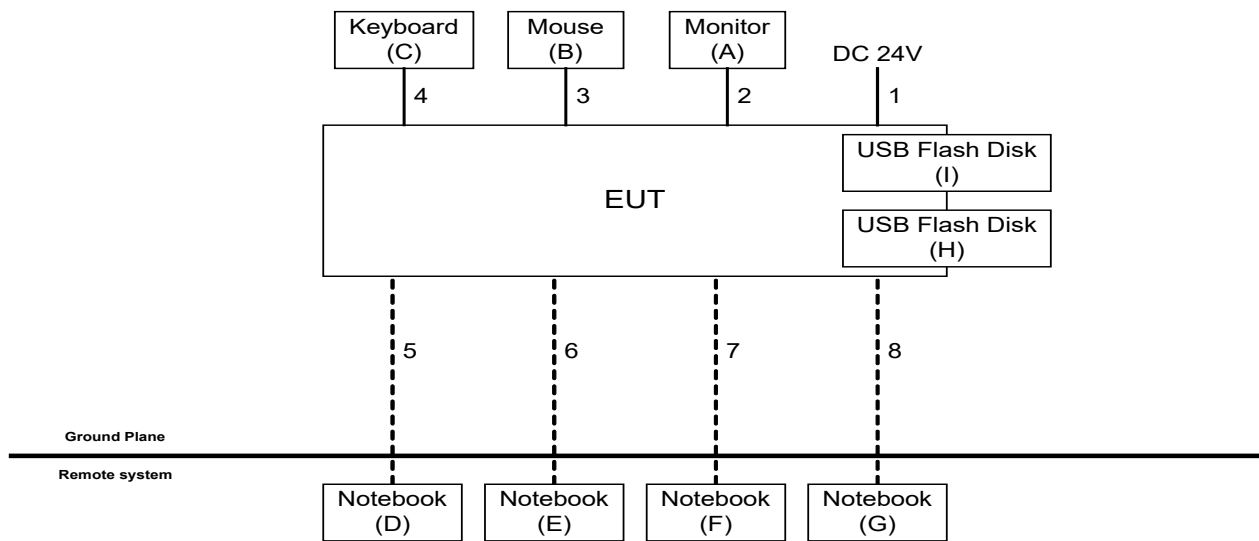 Keyboard
(C)
Mouse
(B)
Monitor
(A)
DC 24V
4
3
2
1
USB Flash Disk
(I)
EUT
USB Flash Disk
(H)
5
6
7
8
Ground Plane
Remote system
Notebook
(D)
Notebook
(E)
Notebook
(F)
Notebook
(G)